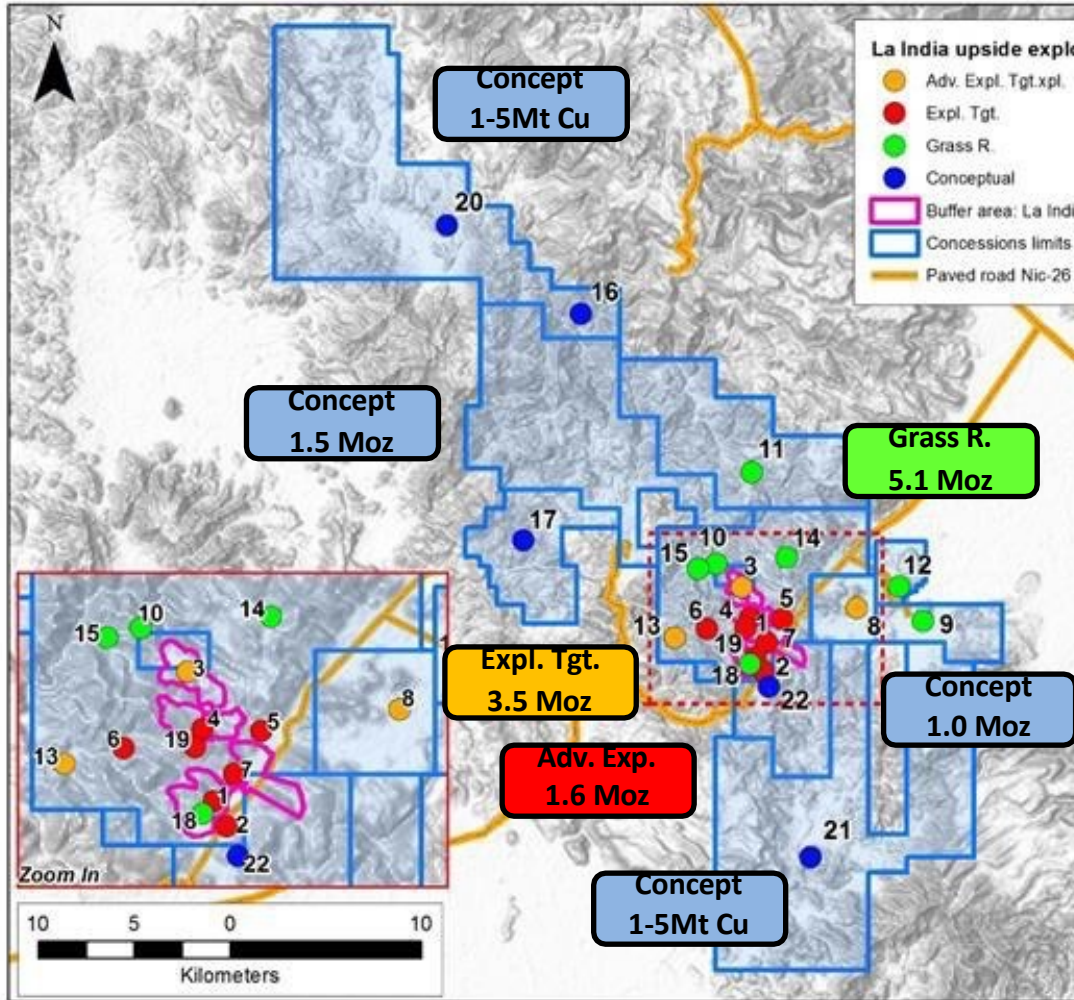 N
La India upside explo
Adv. Expl. Tgt.xpl.
Expl. Tgt.
Grass R.
Conceptual
Buffer area: La Indi
Concessions limits
Paved road Nic-26
Concept
1-5Mt Cu
20
16
Concept
1.5 Moz
11
Grass R.
5.1 Moz
17
15
10
14
3
12
6
4
5
1
8
9
13
19
7
18
2
22
Expl. Tgt.
3.5 Moz
Concept
1.0 Moz
Adv. Exp.
1.6 Moz
21
Concept
1-5Mt Cu
10
14
15
3
8
4
5
6
19
13
7
1
18
2
22
1
Zoom In
10 5 0 10
Kilometers